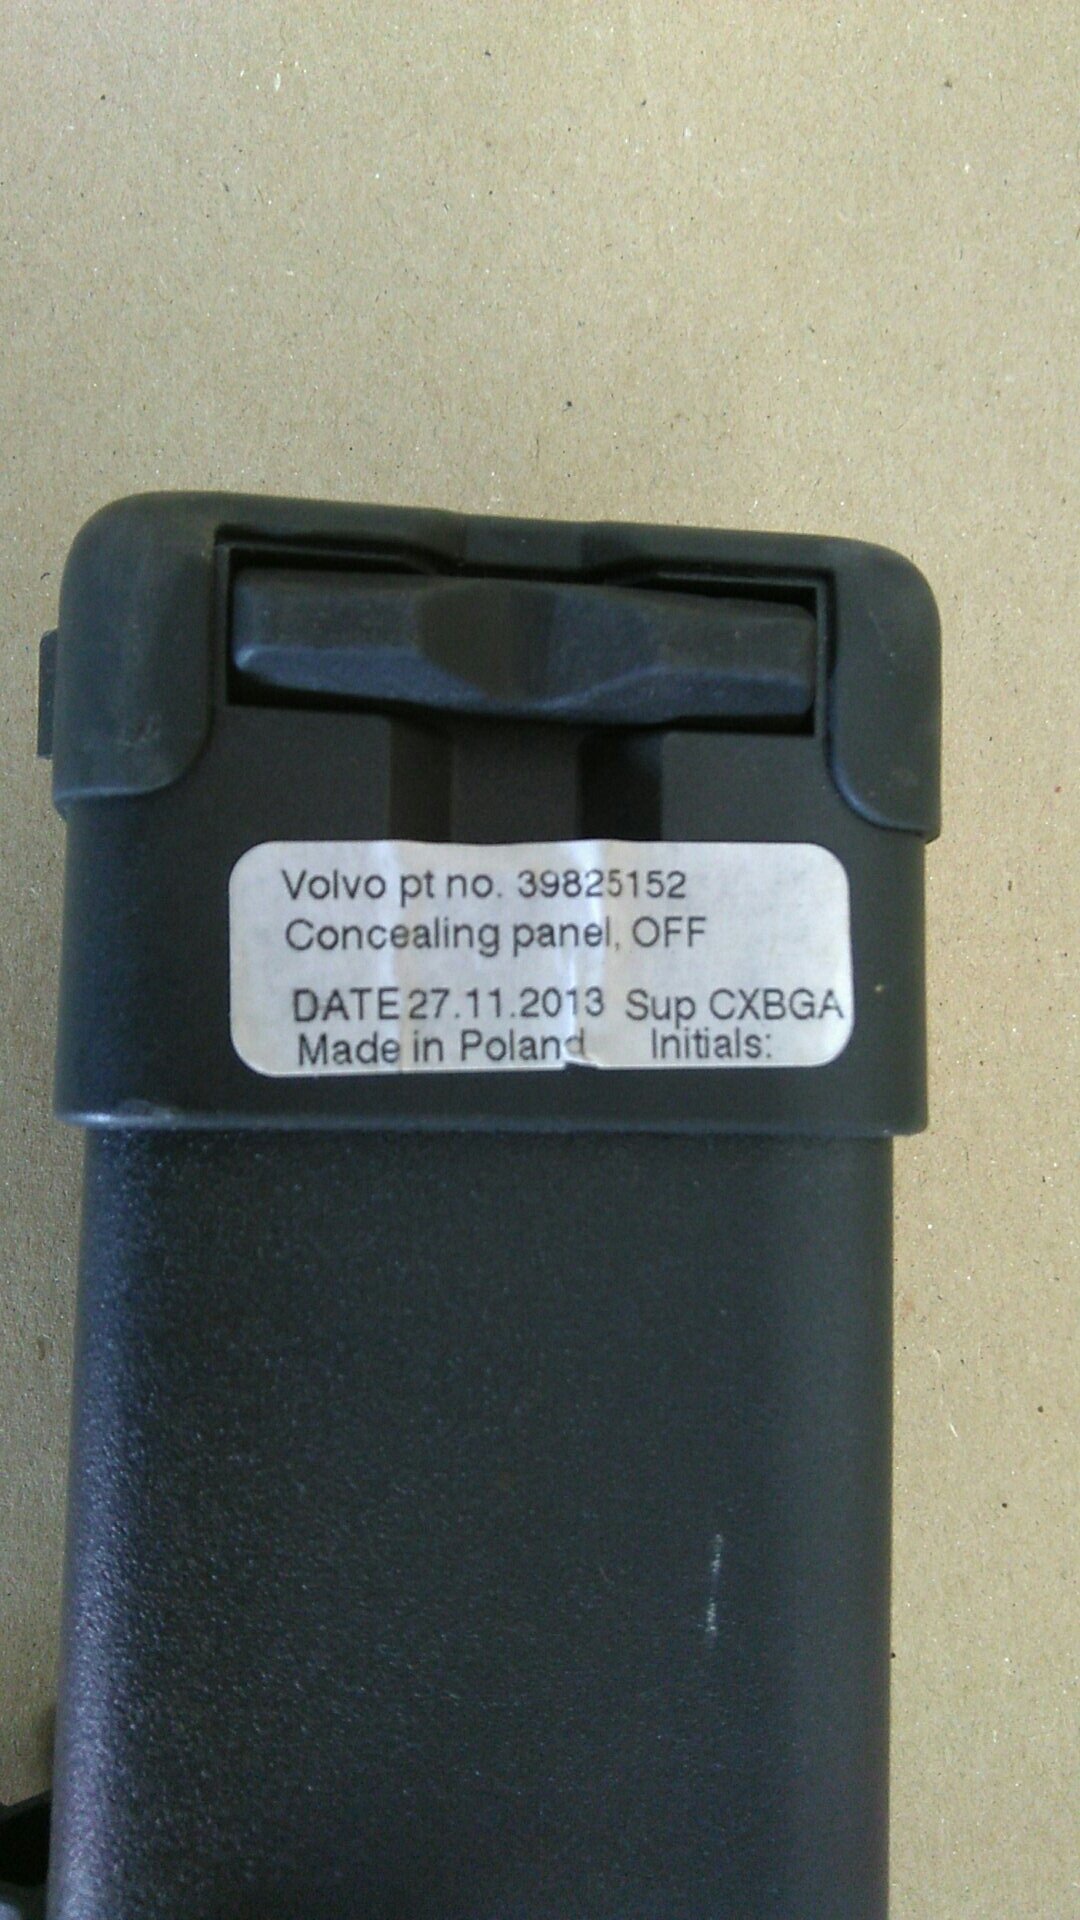 Volvo pt no. 39825152
Concealing panel, OFF
DATE 27.11.2013 Sup CXBGA
Made in Poland Initials: